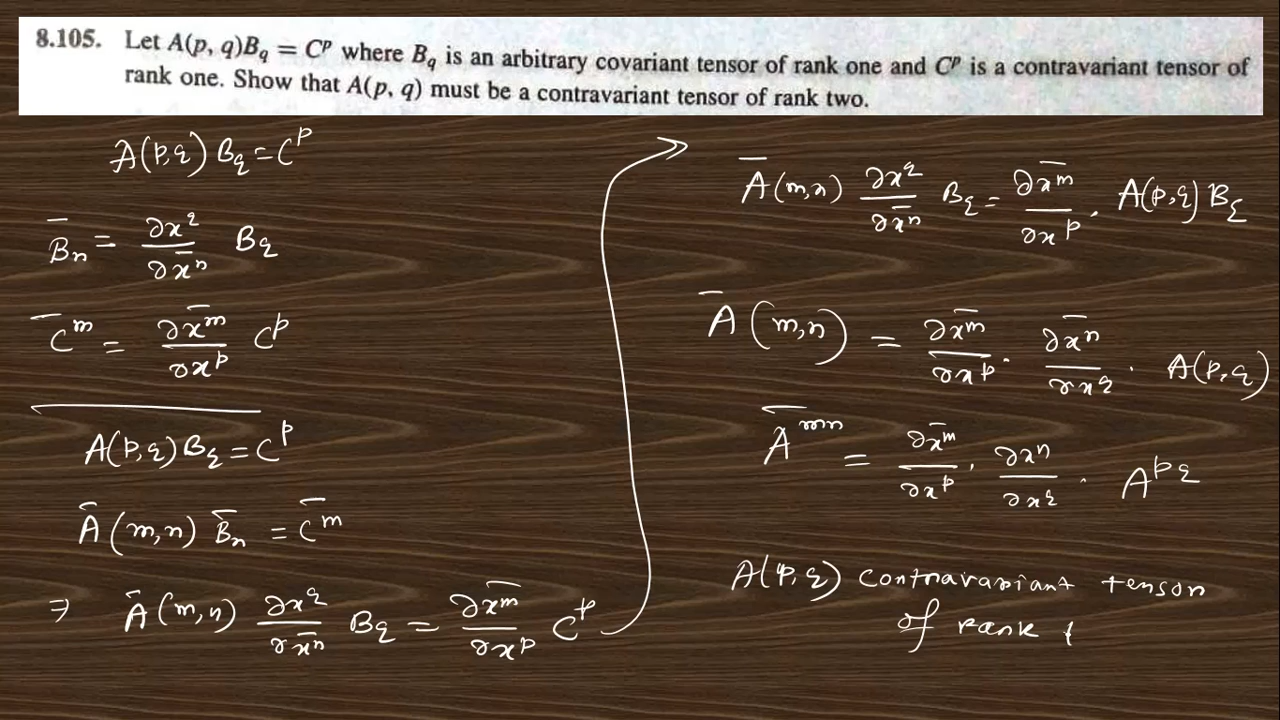 8.105. Let A(p, q)B_q = C^p where B_q is an arbitrary covariant tensor of rank one and C^p is a contravariant tensor of
rank one. Show that A(p, q) must be a contravariant tensor of rank two.
A(p,q) B_q = C^p
B̄_n = ∂x^q/∂x̄^n B_q
C̄^m = ∂x̄^m/∂x^p C^p
A(p,q) B_q = C^p
Ā(m,n) B̄_n = C̄^m
⇒ Ā(m,n) ∂x^q/∂x̄^n B_q = ∂x̄^m/∂x^p C^p
Ā(m,n) ∂x^q/∂x̄^n B_q = ∂x̄^m/∂x^p . A(p,q) B_q
Ā(m,n) = ∂x̄^m/∂x^p . ∂x̄^n/∂x^q . A(p,q)
Ā^mn = ∂x̄^m/∂x^p . ∂x^n/∂x^q . A^pq
A(p,q) contravariant tensor
of rank